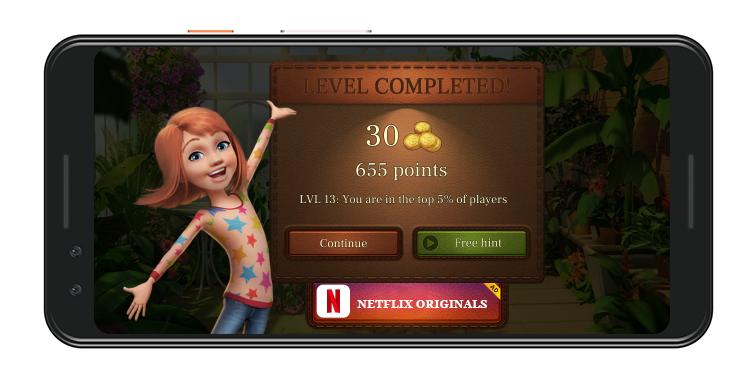 LEVEL COMPLETED!
30
655 points
LVL 13: You are in the top 5% of players
Continue
Free hint
AD
N
NETFLIX ORIGINALS